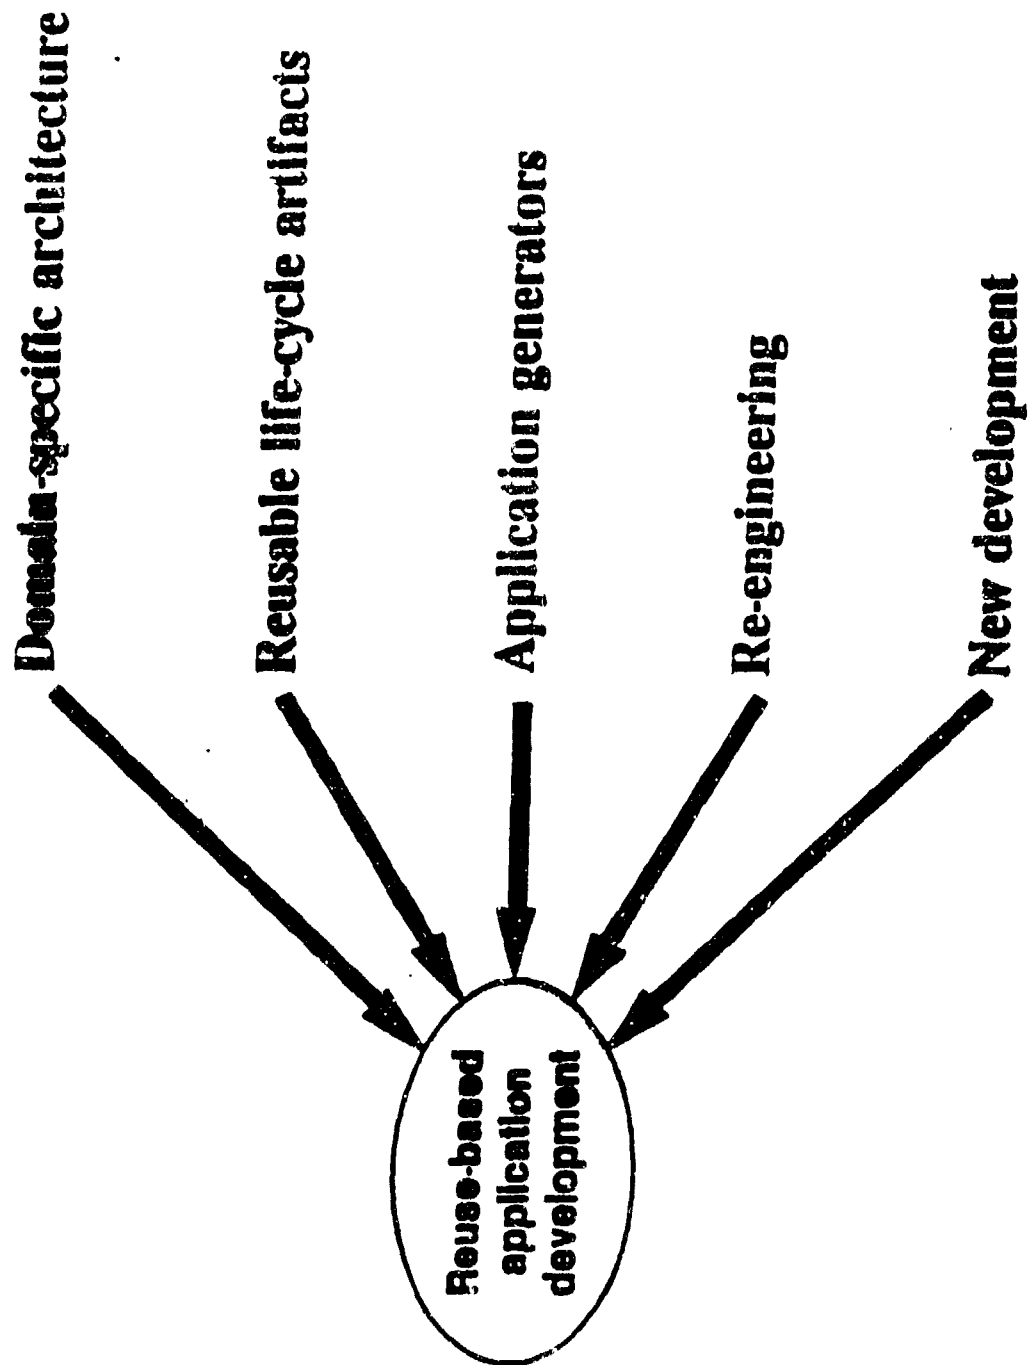 Domain-specific architecture
Reusable life-cycle artifacts
Application generators
Re-engineering
New development
Reuse-based
application
development